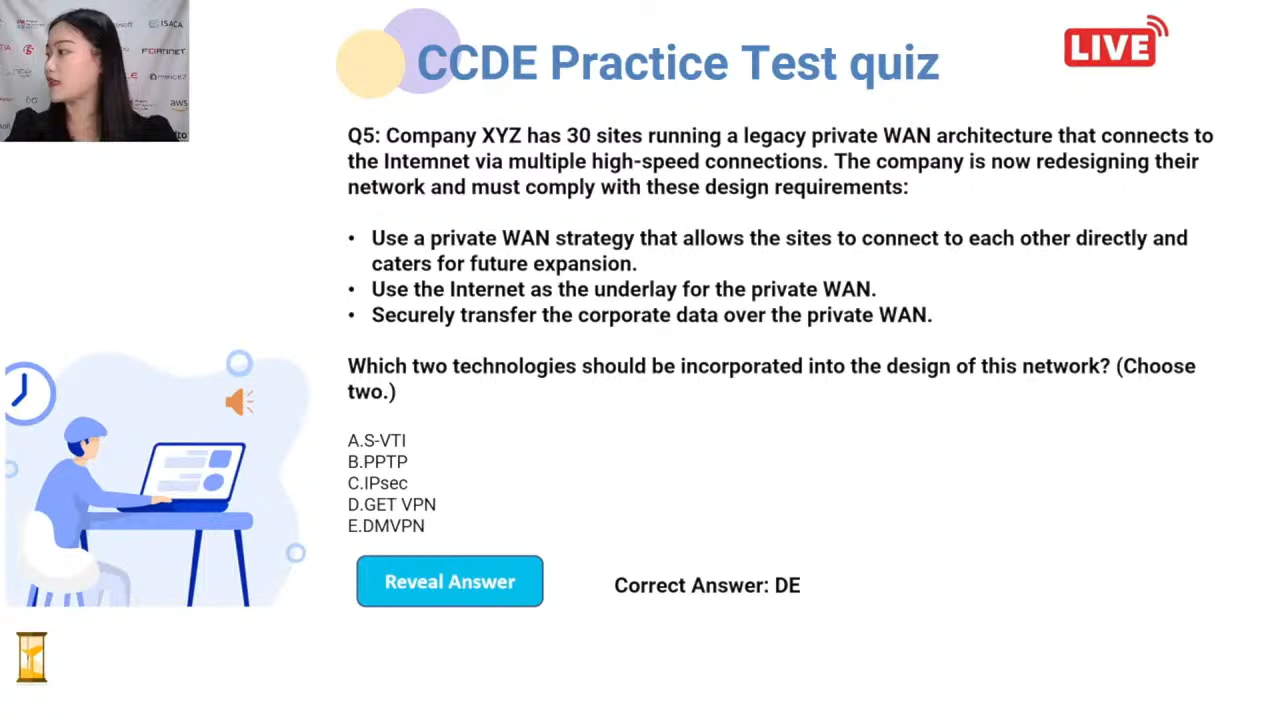 ISACA
FORTINET
aws
CCDE Practice Test quiz
LIVE
Q5: Company XYZ has 30 sites running a legacy private WAN architecture that connects to
the Intemnet via multiple high-speed connections. The company is now redesigning their
network and must comply with these design requirements:
• Use a private WAN strategy that allows the sites to connect to each other directly and
caters for future expansion.
• Use the Internet as the underlay for the private WAN.
• Securely transfer the corporate data over the private WAN.
Which two technologies should be incorporated into the design of this network? (Choose
two.)
A.S-VTI
B.PPTP
C.IPsec
D.GET VPN
E.DMVPN
Reveal Answer
Correct Answer: DE